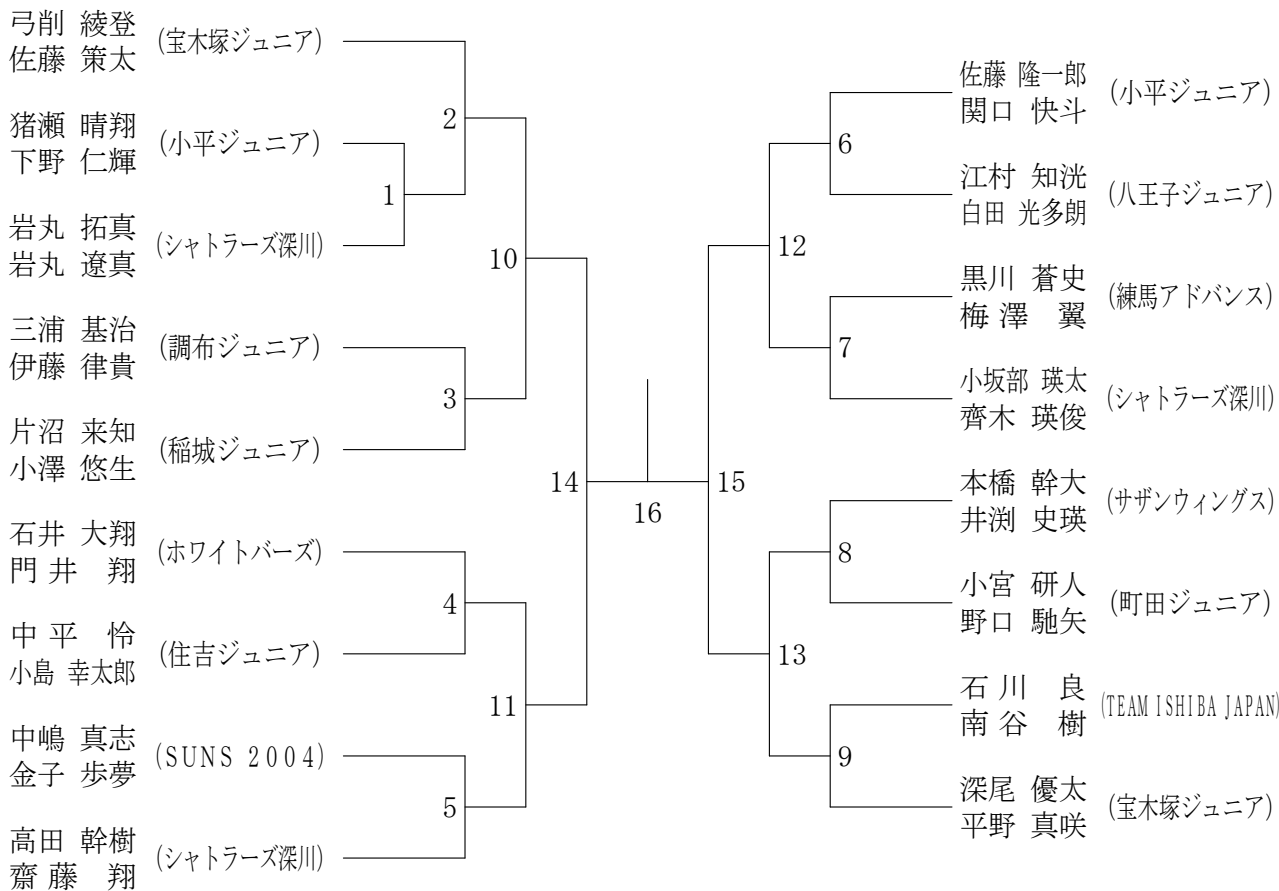 弓削 綾登
佐藤 策太
(宝木塚ジュニア)
猪瀬 晴翔
下野 仁輝
(小平ジュニア)
岩丸 拓真
岩丸 遼真
(シャトラーズ深川)
三浦 基治
伊藤 律貴
(調布ジュニア)
片沼 来知
小澤 悠生
(稲城ジュニア)
石井 大翔
門井 翔
(ホワイトバーズ)
中平 怜
小島 幸太郎
(住吉ジュニア)
中嶋 真志
金子 歩夢
(SUNS 2004)
高田 幹樹
齋藤 翔
(シャトラーズ深川)
2
1
10
3
14
4
11
5
16
15
6
12
7
8
13
9
佐藤 隆一郎
関口 快斗
(小平ジュニア)
江村 知洸
白田 光多朗
(八王子ジュニア)
黒川 蒼史
梅澤 翼
(練馬アドバンス)
小坂部 瑛太
齊木 瑛俊
(シャトラーズ深川)
本橋 幹大
井渕 史瑛
(サザンウィングス)
小宮 研人
野口 馳矢
(町田ジュニア)
石川 良
南谷 樹
(TEAM ISHIBA JAPAN)
深尾 優太
平野 真咲
(宝木塚ジュニア)